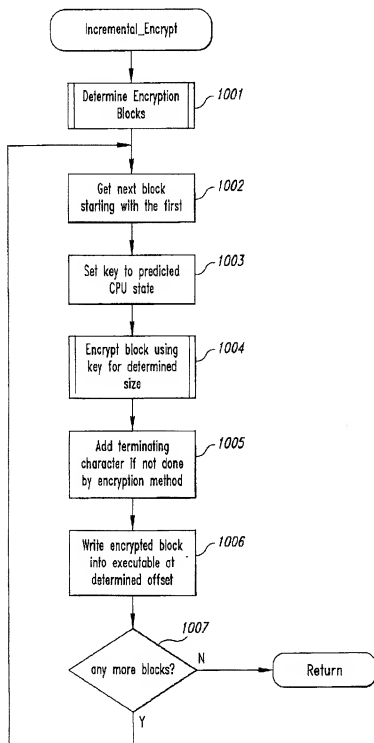 Incremental_Encrypt
Determine Encryption
Blocks
1001
Get next block
starting with the first
1002
Set key to predicted
CPU state
1003
Encrypt block using
key for determined
size
1004
Add terminating
character if not done
by encryption method
1005
Write encrypted block
into executable at
determined offset
1006
1007
any more blocks?
N
Return
Y